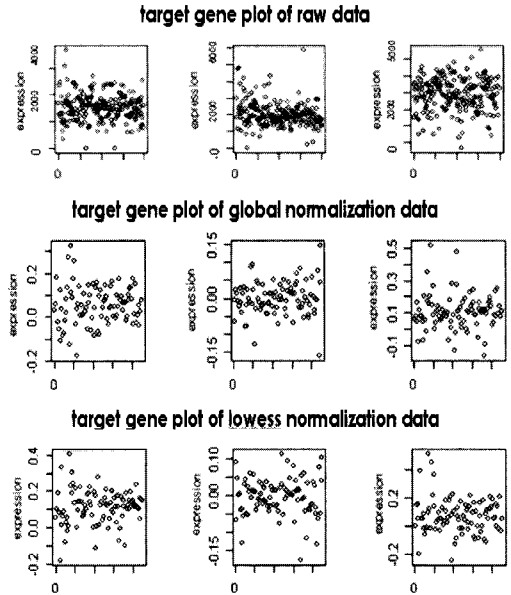 target gene plot of raw data
expression 0 2000 4000 0
expression 0 2000 6000 0
expression 0 2000 5000 0
target gene plot of global normalization data
expression -0.2 0.0 0.2 0
expression -0.15 0.00 0.15 0
expression -0.1 0.1 0.3 0.5 0
target gene plot of lowess normalization data
expression -0.2 0.0 0.2 0.4 0
expression -0.15 0.00 0.10 0
expression -0.2 0.2 0